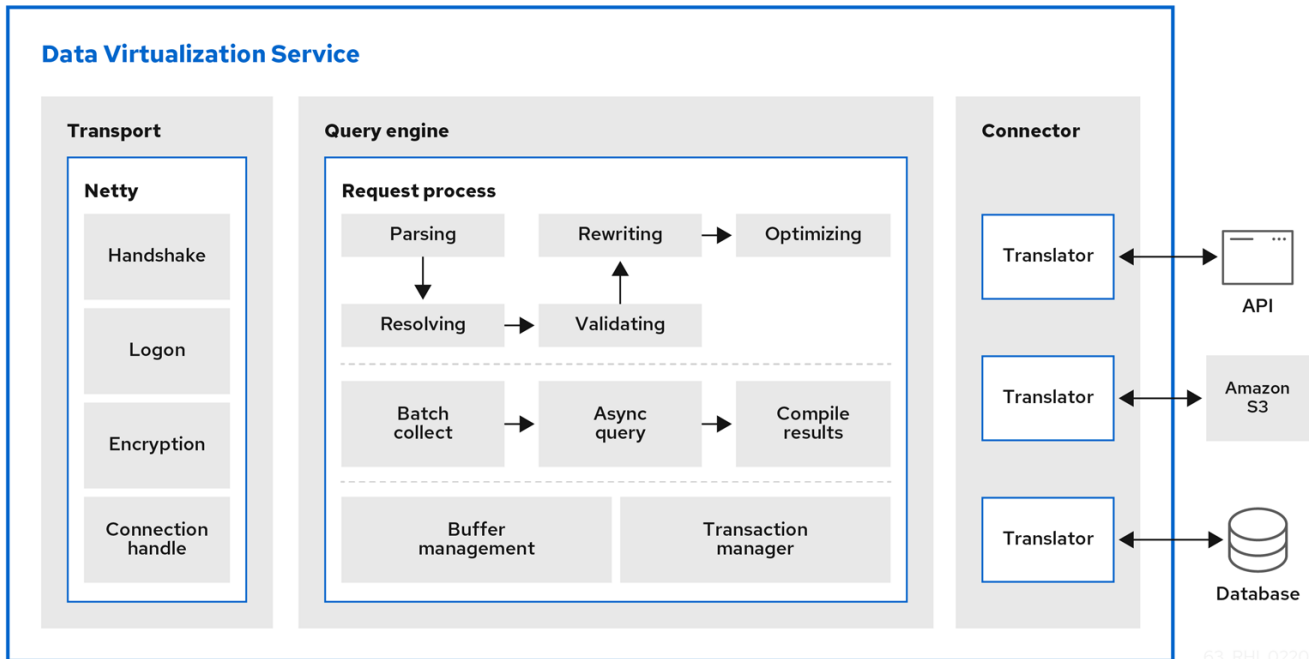 Data Virtualization Service
Transport
Netty
Handshake
Logon
Encryption
Connection
handle
Query engine
Request process
Parsing
Rewriting
Optimizing
Resolving
Validating
Batch
collect
Async
query
Compile
results
Buffer
management
Transaction
manager
Connector
Translator
API
Translator
Amazon
S3
Translator
Database
63_RHI_0220